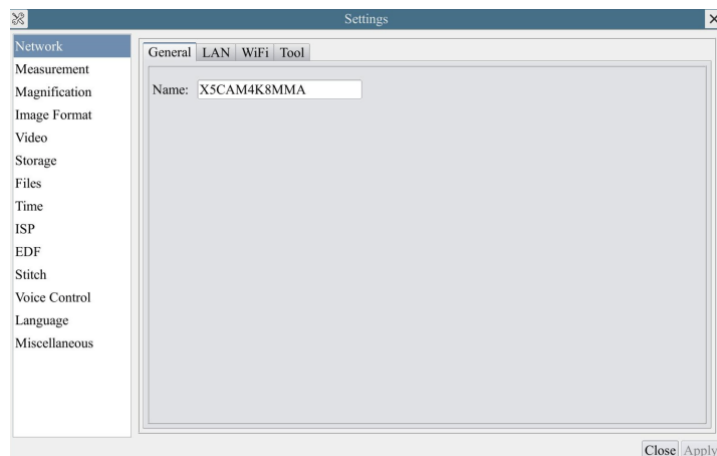 Settings
Network
Measurement
Magnification
Image Format
Video
Storage
Files
Time
ISP
EDF
Stitch
Voice Control
Language
Miscellaneous
General LAN WiFi Tool
Name: X5CAM4K8MMA
Close Apply